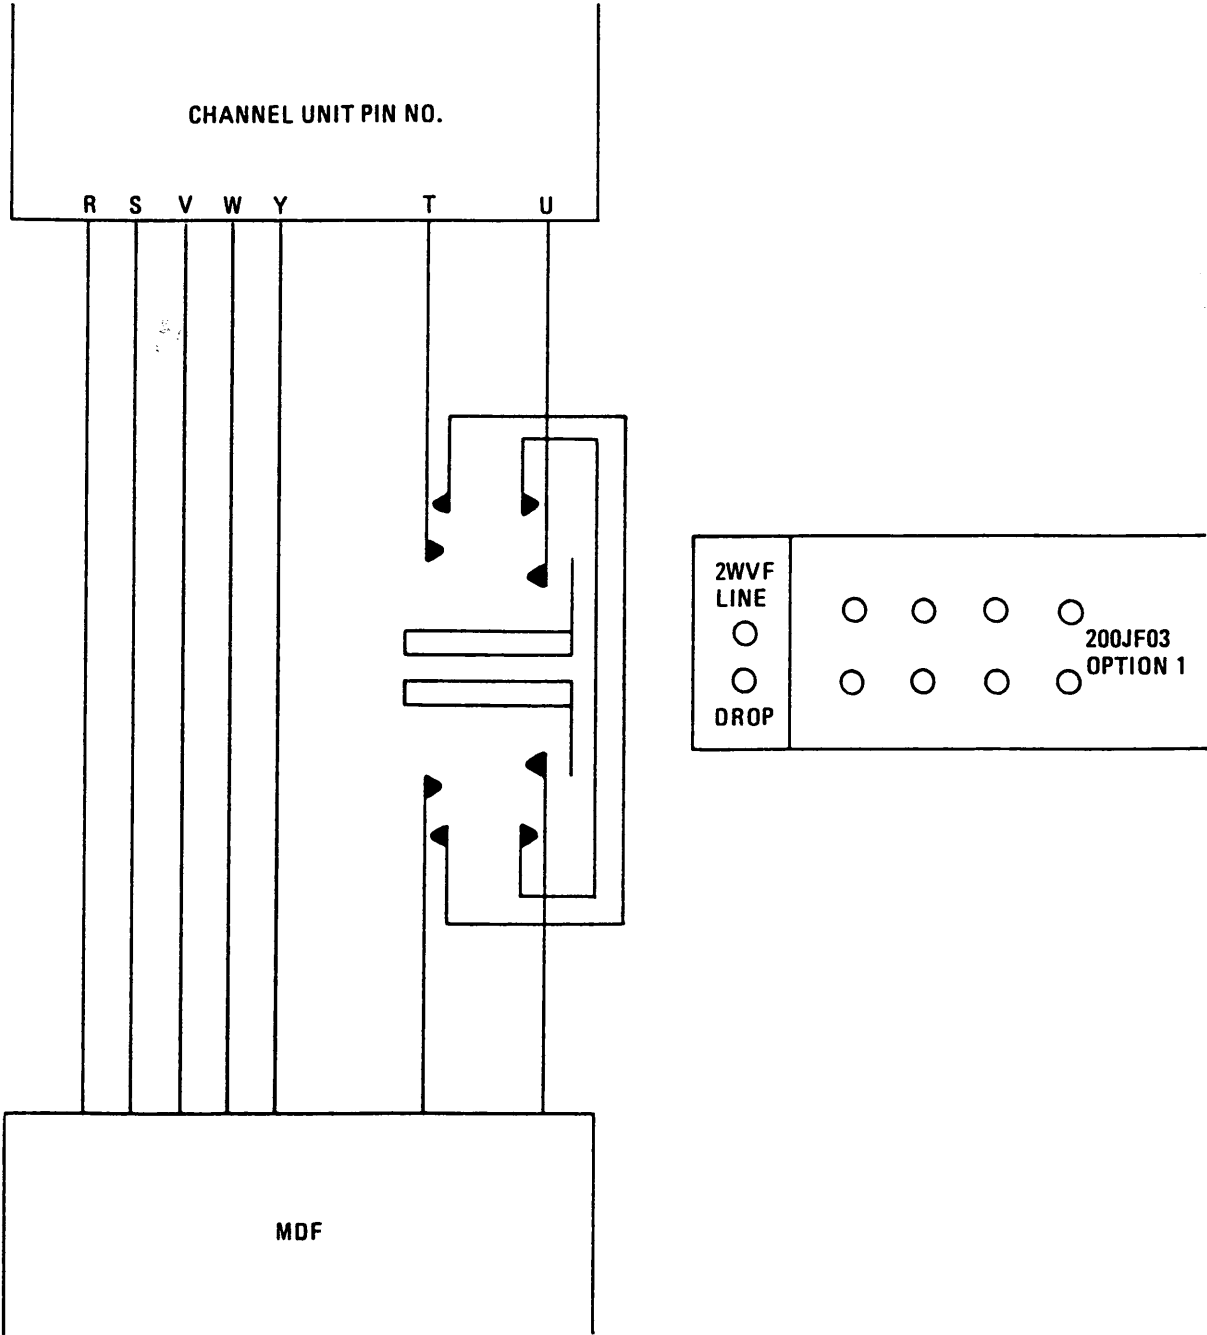 CHANNEL UNIT PIN NO.
R S V W Y T U
2WVF
LINE
DROP
200JF03
OPTION 1
MDF